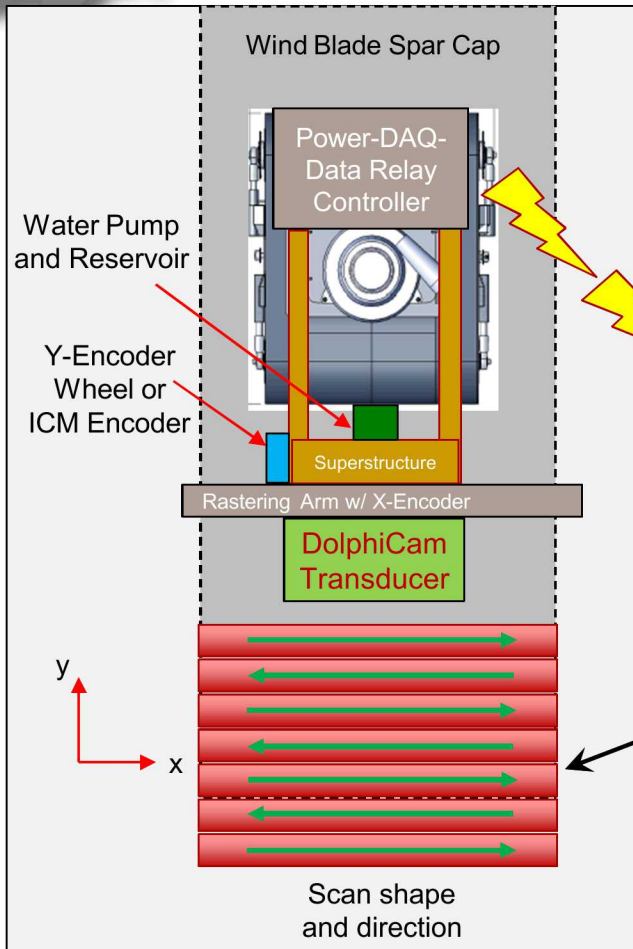 Wind Blade Spar Cap
Power-DAQ-
Data Relay
Controller
Water Pump
and Reservoir
Y-Encoder
Wheel or
ICM Encoder
Superstructure
Rastering Arm w/ X-Encoder
DolphiCam
Transducer
y
x
Scan shape
and direction